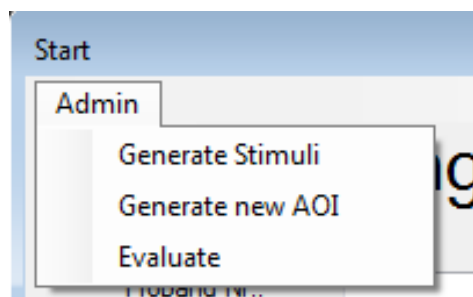 Start
Admin
Generate Stimuli
Generate new AOI
Evaluate